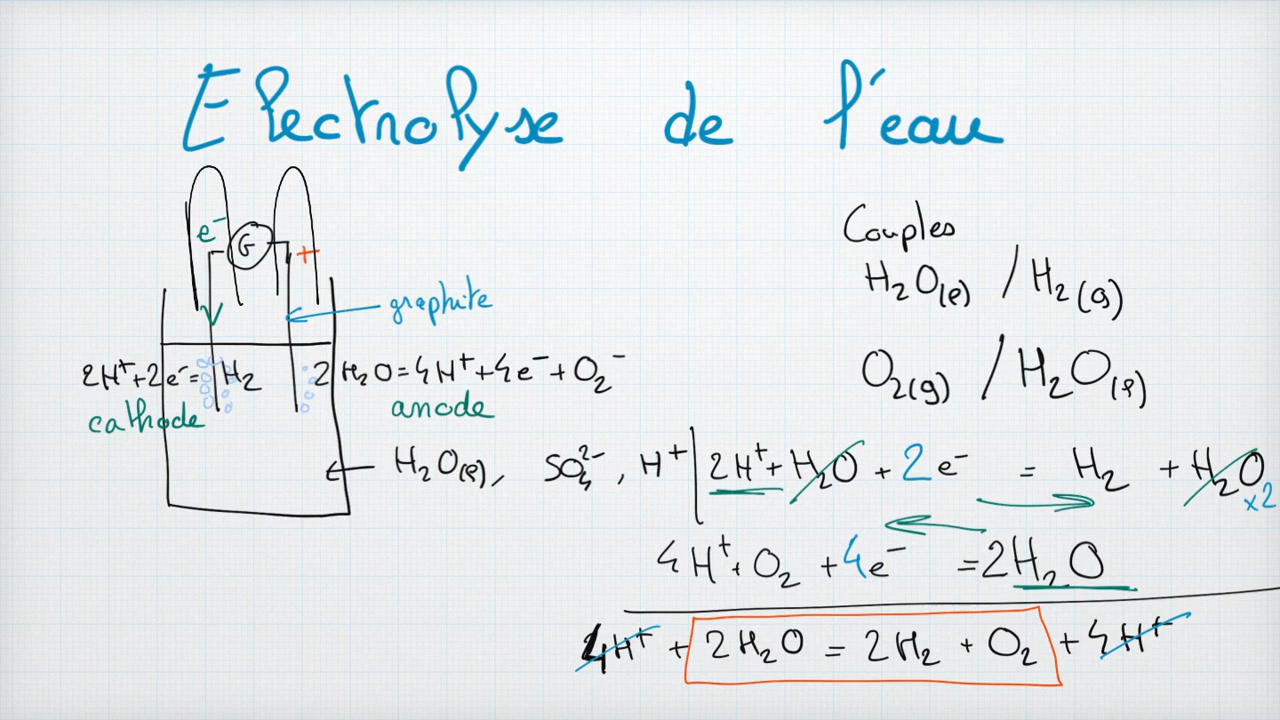 Electrolyse de l'eau
e⁻ G +
Couples
H₂O(l) / H₂(g)
graphite
O₂(g) / H₂O(l)
2H⁺+2e⁻= H₂
cathode
2 H₂O=4H⁺+4e⁻+O₂⁻
anode
H₂O(l), SO₄²⁻, H⁺
2H⁺+H₂O + 2e⁻ = H₂ + H₂O
x2
4H⁺+ O₂ +4e⁻ =2H₂O
4H⁺ + 2H₂O = 2H₂ + O₂ + 4H⁺